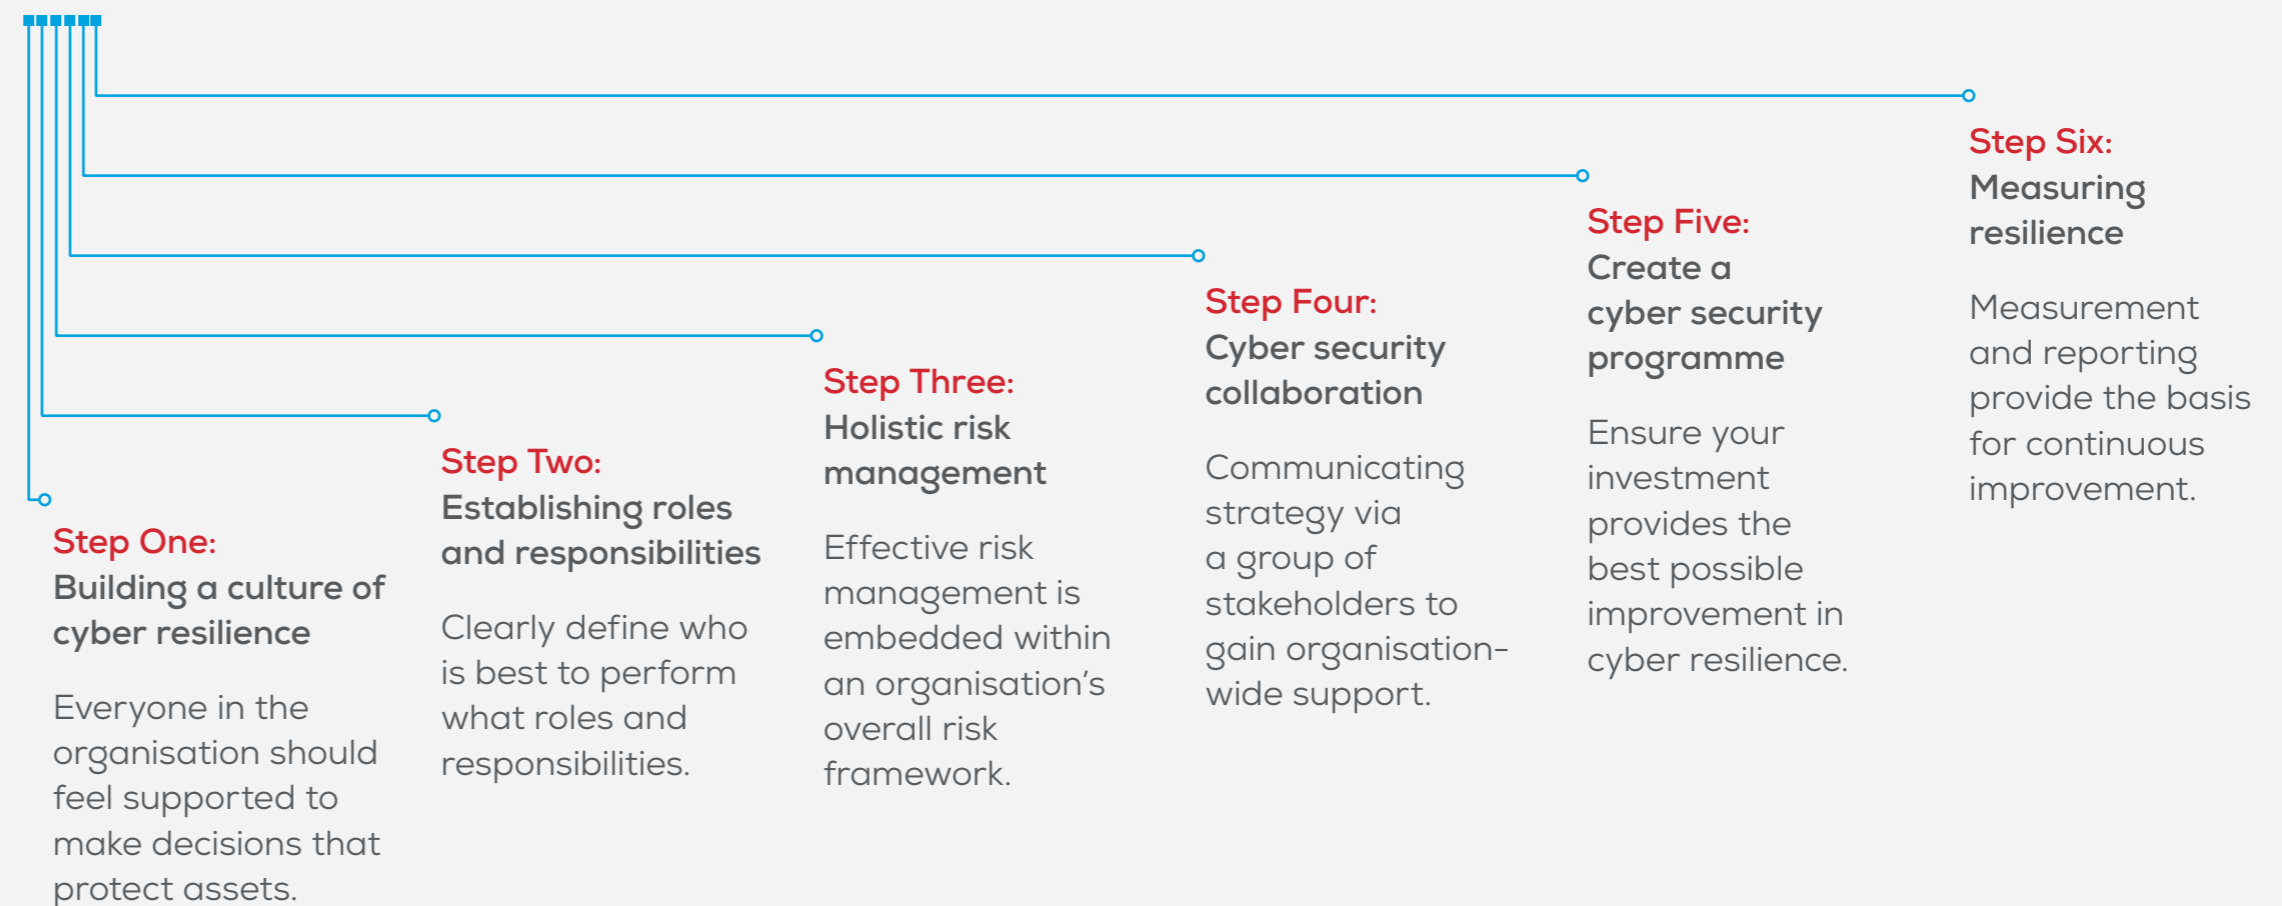 Step One:
Building a culture of
cyber resilience
Everyone in the
organisation should
feel supported to
make decisions that
protect assets.
Step Two:
Establishing roles
and responsibilities
Clearly define who
is best to perform
what roles and
responsibilities.
Step Three:
Holistic risk
management
Effective risk
management is
embedded within
an organisation’s
overall risk
framework.
Step Four:
Cyber security
collaboration
Communicating
strategy via
a group of
stakeholders to
gain organisation-
wide support.
Step Five:
Create a
cyber security
programme
Ensure your
investment
provides the
best possible
improvement in
cyber resilience.
Step Six:
Measuring
resilience
Measurement
and reporting
provide the basis
for continuous
improvement.